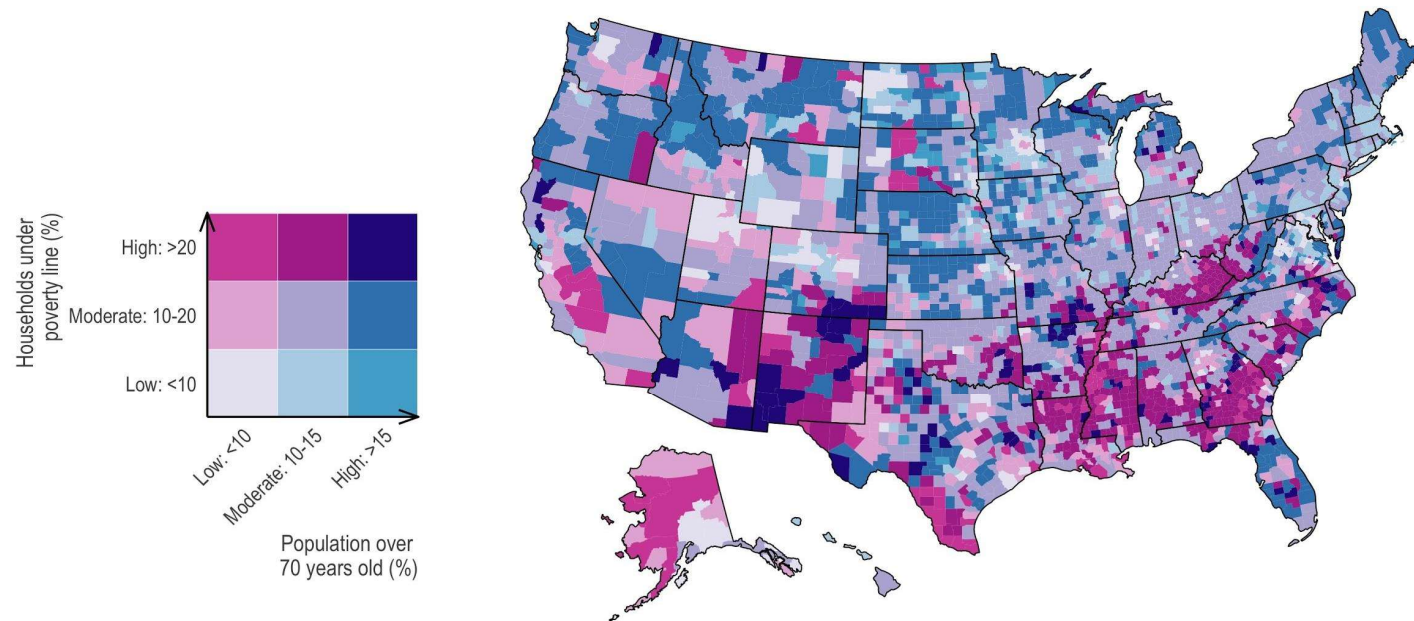 Households under
poverty line (%)
High: >20
Moderate: 10-20
Low: <10
Low: <10
Moderate: 10-15
High: >15
Population over
70 years old (%)